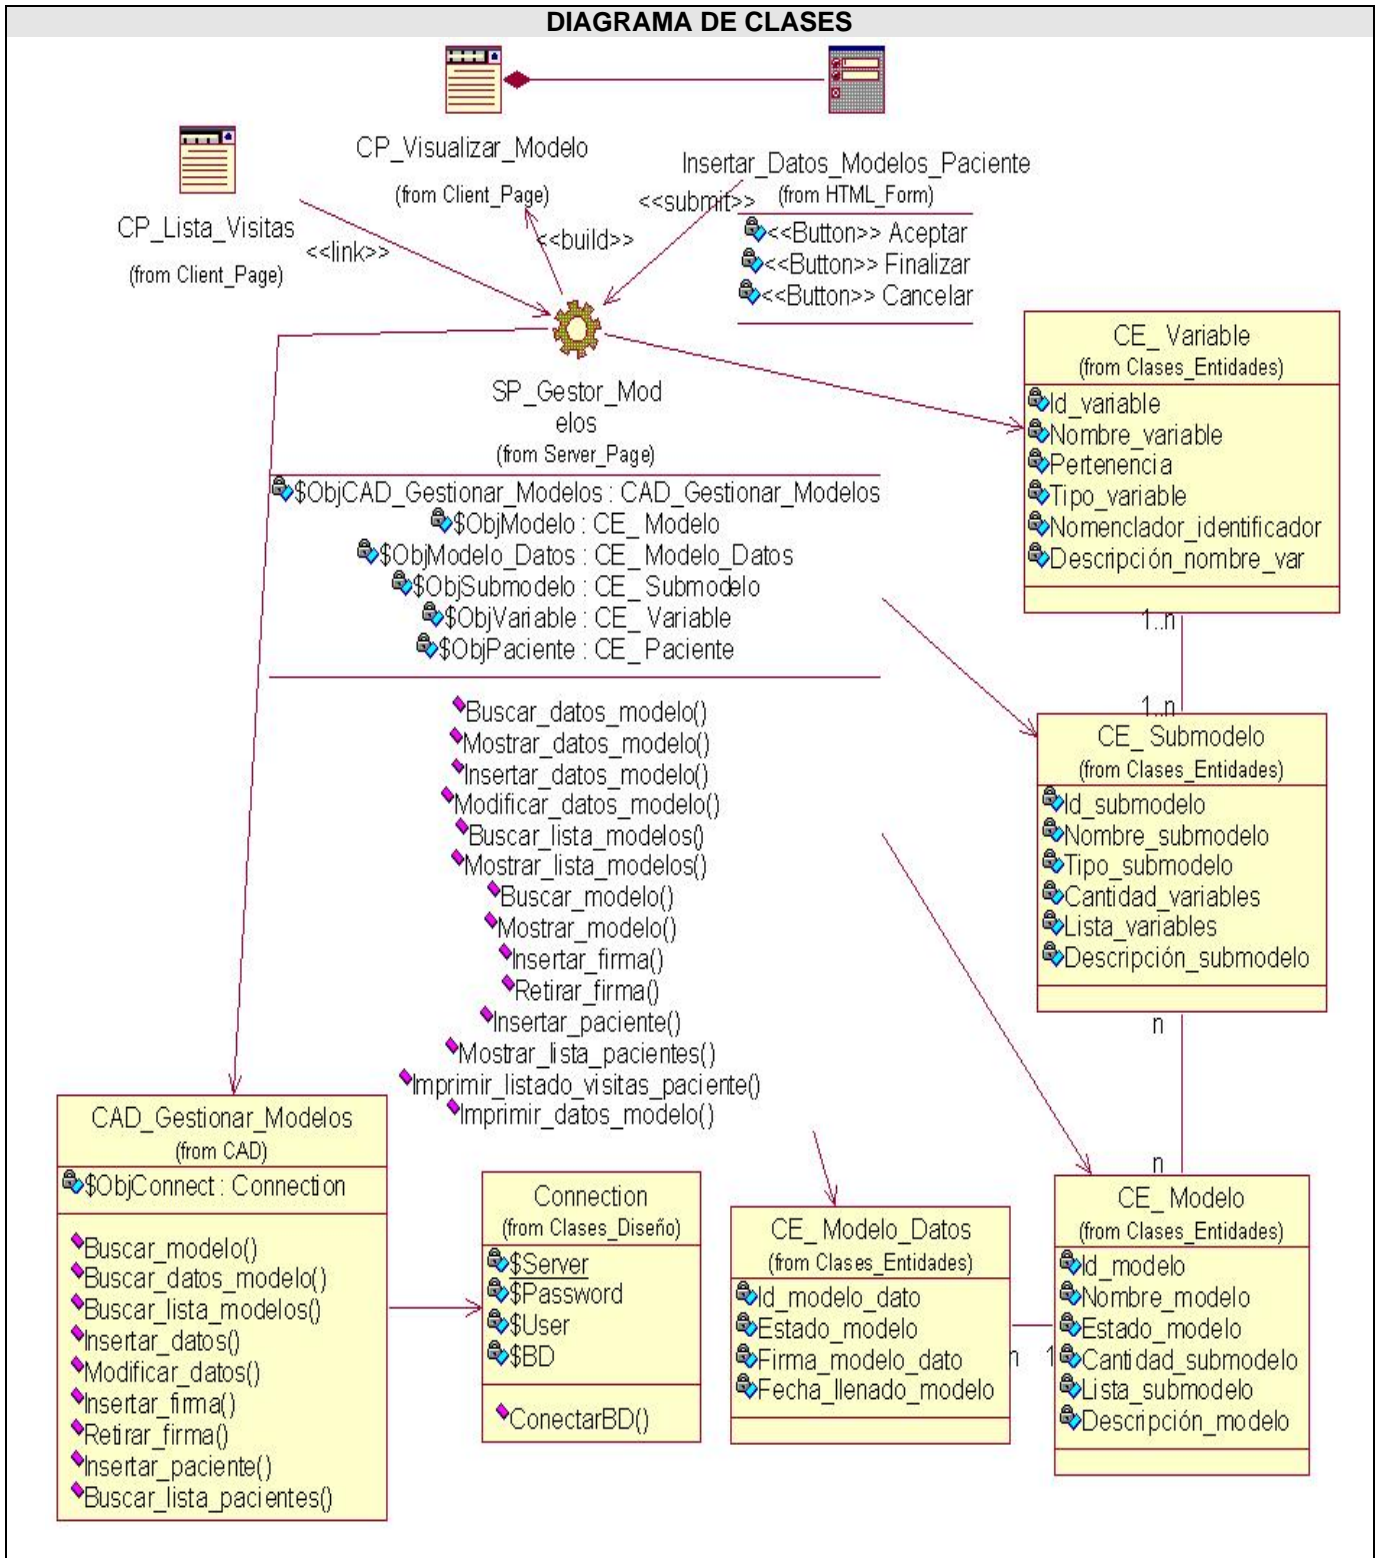 DIAGRAMA DE CLASES
CP_Visualizar_Modelo
(from Client_Page)
Insertar_Datos_Modelos_Paciente
(from HTML_Form)
<<Button>> Aceptar
<<Button>> Finalizar
<<Button>> Cancelar
CP_Lista_Visitas
(from Client_Page)
<<link>>
<<build>>
<<submit>>
SP_Gestor_Mod
elos
(from Server_Page)
$ObjCAD_Gestionar_Modelos : CAD_Gestionar_Modelos
$ObjModelo : CE_ Modelo
$ObjModelo_Datos : CE_ Modelo_Datos
$ObjSubmodelo : CE_ Submodelo
$ObjVariable : CE_ Variable
$ObjPaciente : CE_ Paciente
Buscar_datos_modelo()
Mostrar_datos_modelo()
Insertar_datos_modelo()
Modificar_datos_modelo()
Buscar_lista_modelos()
Mostrar_lista_modelos()
Buscar_modelo()
Mostrar_modelo()
Insertar_firma()
Retirar_firma()
Insertar_paciente()
Mostrar_lista_pacientes()
Imprimir_listado_visitas_paciente()
Imprimir_datos_modelo()
CE_ Variable
(from Clases_Entidades)
Id_variable
Nombre_variable
Pertenencia
Tipo_variable
Nomenclador_identificador
Descripción_nombre_var
1..n
1..n
CE_ Submodelo
(from Clases_Entidades)
Id_submodelo
Nombre_submodelo
Tipo_submodelo
Cantidad_variables
Lista_variables
Descripción_submodelo
n
n
CE_ Modelo
(from Clases_Entidades)
Id_modelo
Nombre_modelo
Estado_modelo
Cantidad_submodelo
Lista_submodelo
Descripción_modelo
n 1
CE_ Modelo_Datos
(from Clases_Entidades)
Id_modelo_dato
Estado_modelo
Firma_modelo_dato
Fecha_llenado_modelo
Connection
(from Clases_Diseño)
$Server
$Password
$User
$BD
ConectarBD()
CAD_Gestionar_Modelos
(from CAD)
$ObjConnect : Connection
Buscar_modelo()
Buscar_datos_modelo()
Buscar_lista_modelos()
Insertar_datos()
Modificar_datos()
Insertar_firma()
Retirar_firma()
Insertar_paciente()
Buscar_lista_pacientes()